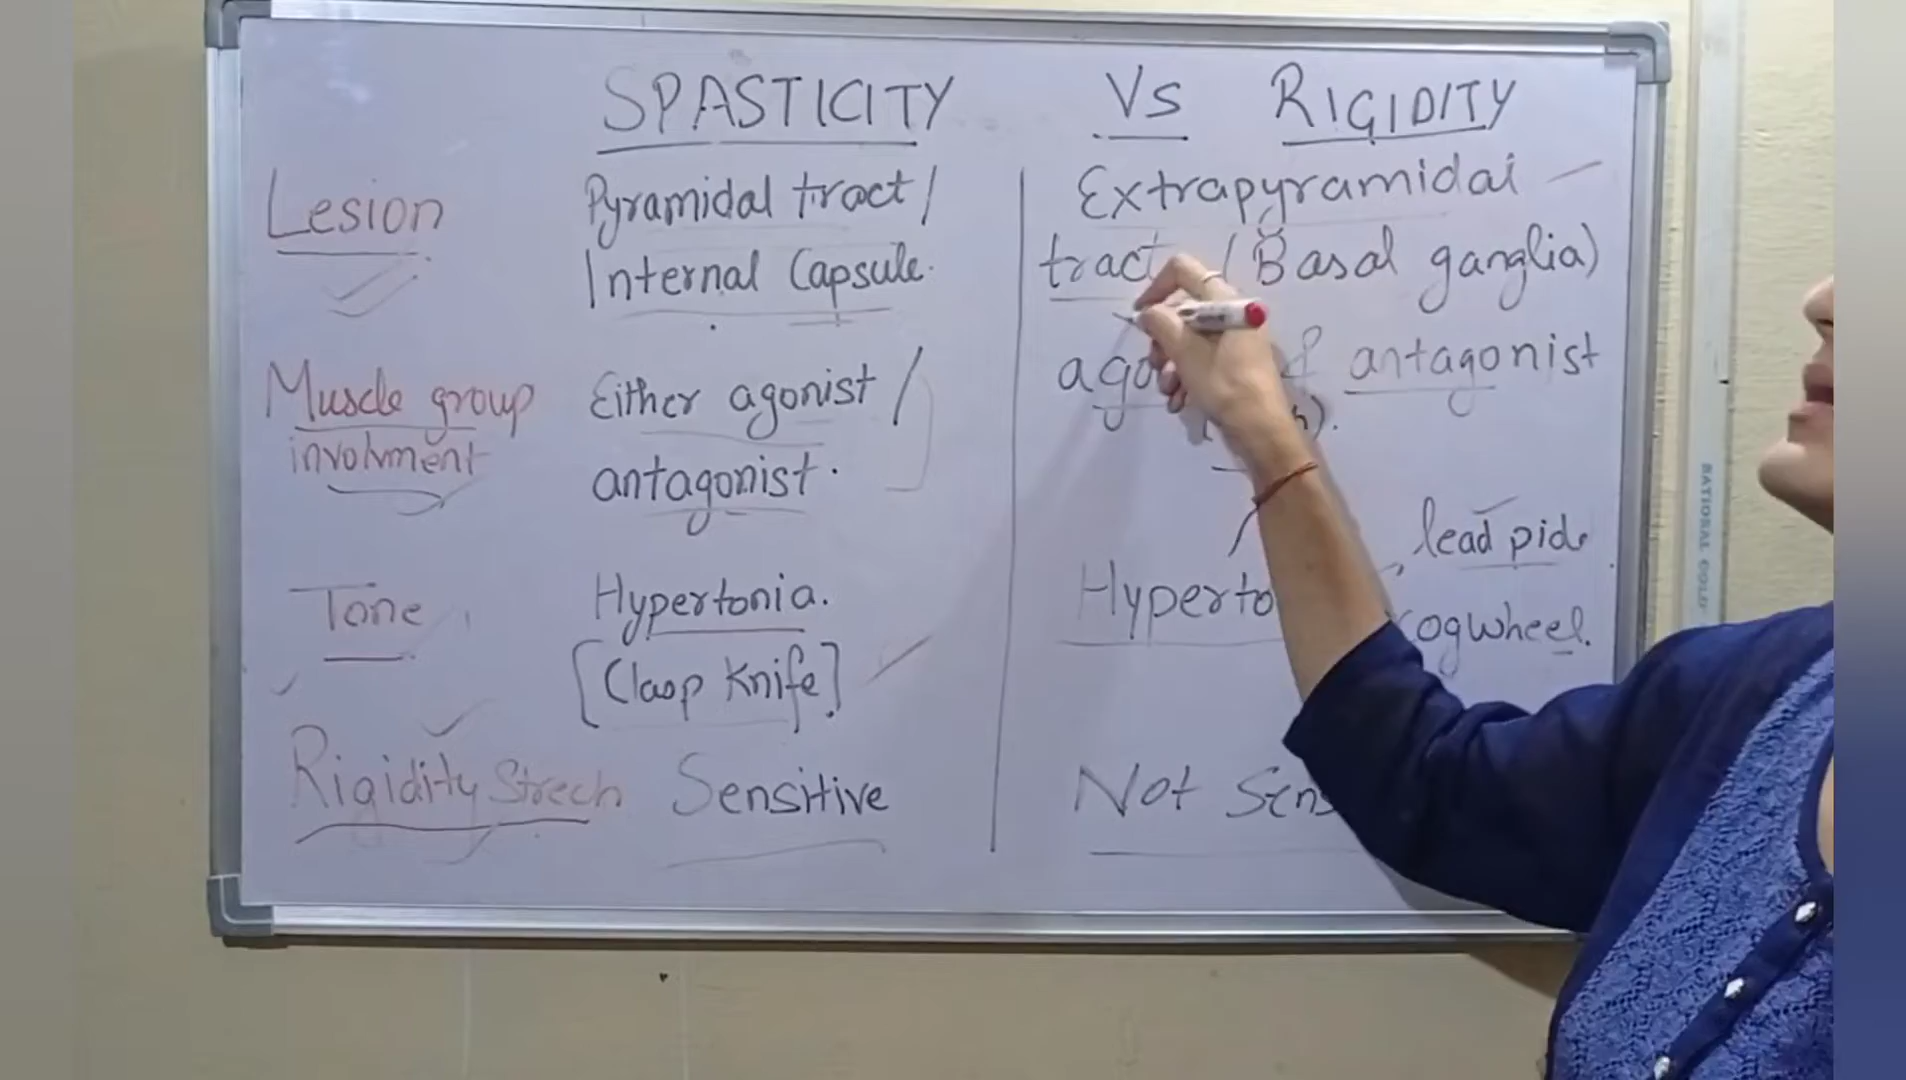 SPASTICITY Vs RIGIDITY
Lesion
Pyramidal tract /
Internal Capsule.
Extrapyramidal
tract (Basal ganglia)
Muscle group
involvment
Either agonist /
antagonist.
& antagonist
Tone
Hypertonia.
[Clasp Knife]
lead pide
cogwheel.
Rigidity Strech
Sensitive
Not